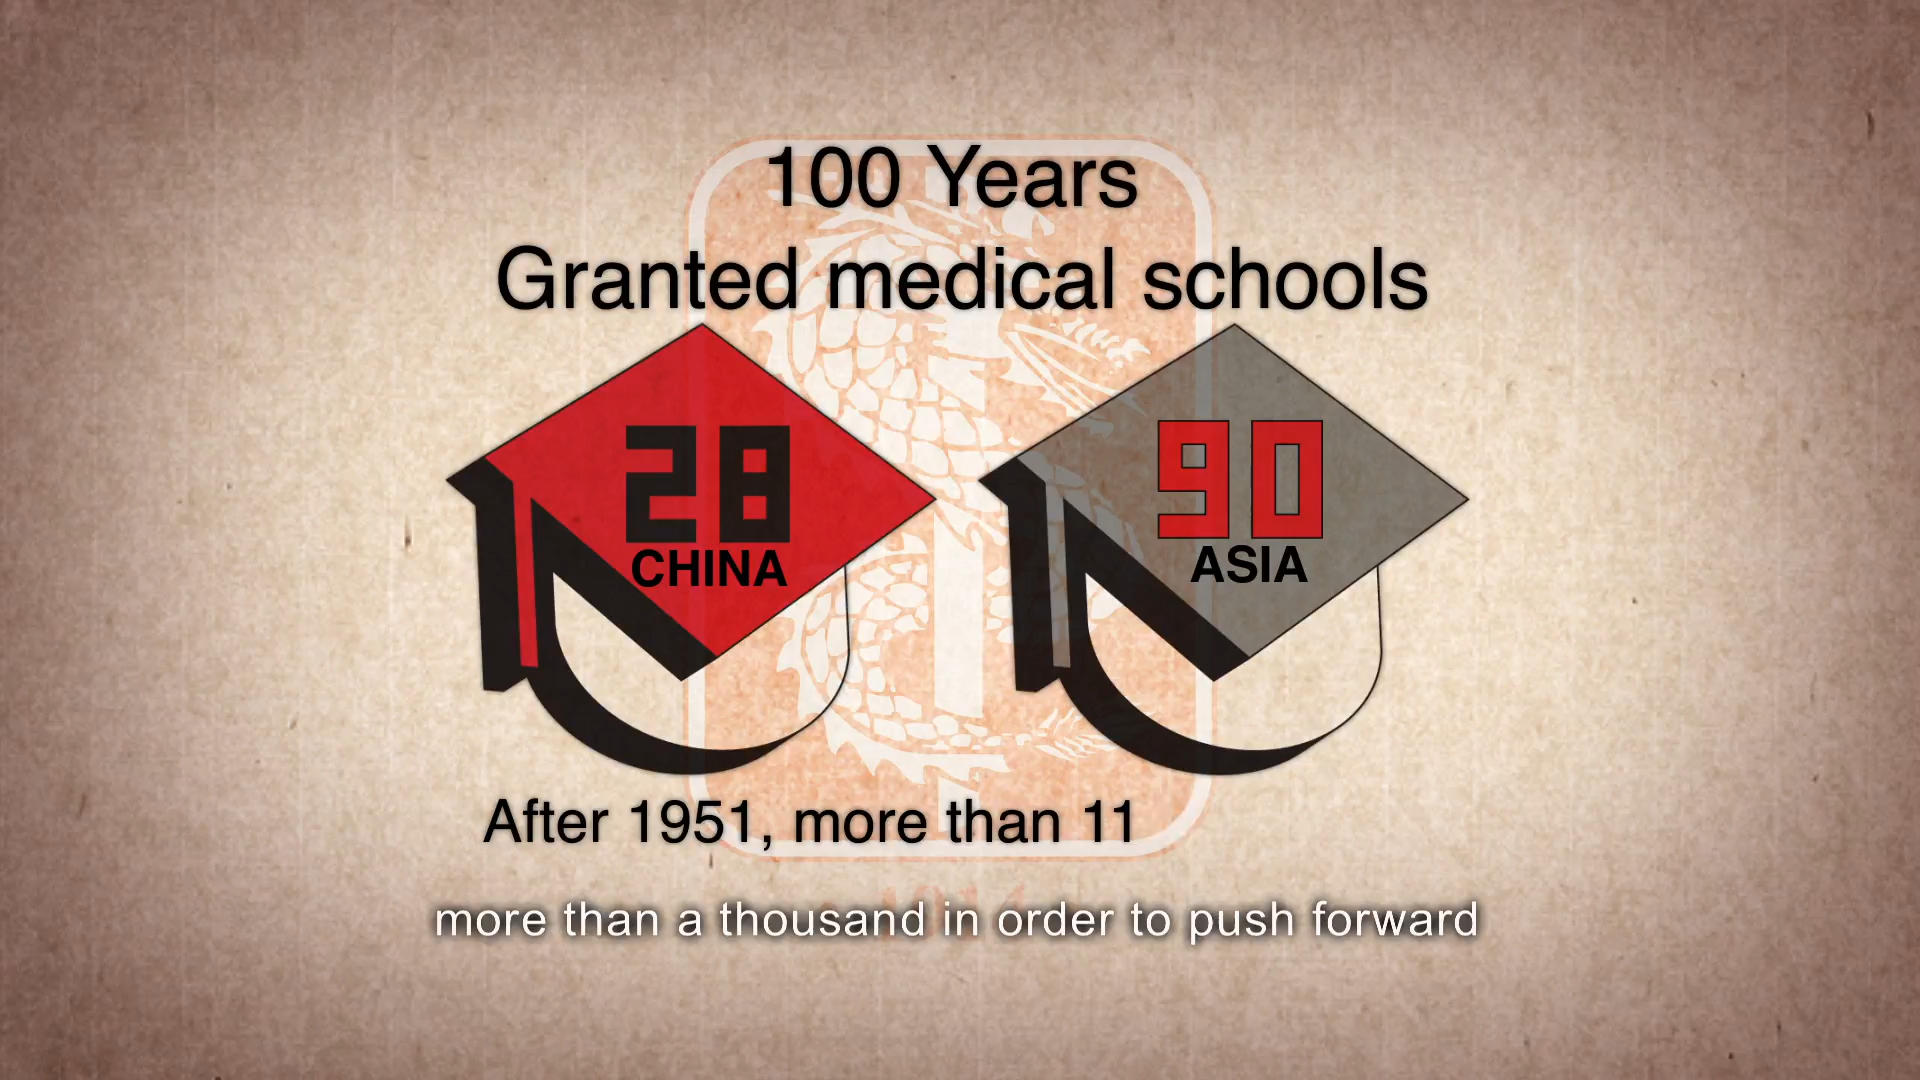 100 Years
Granted medical schools
28
CHINA
90
ASIA
After 1951, more than 11
1914
more than a thousand in order to push forward